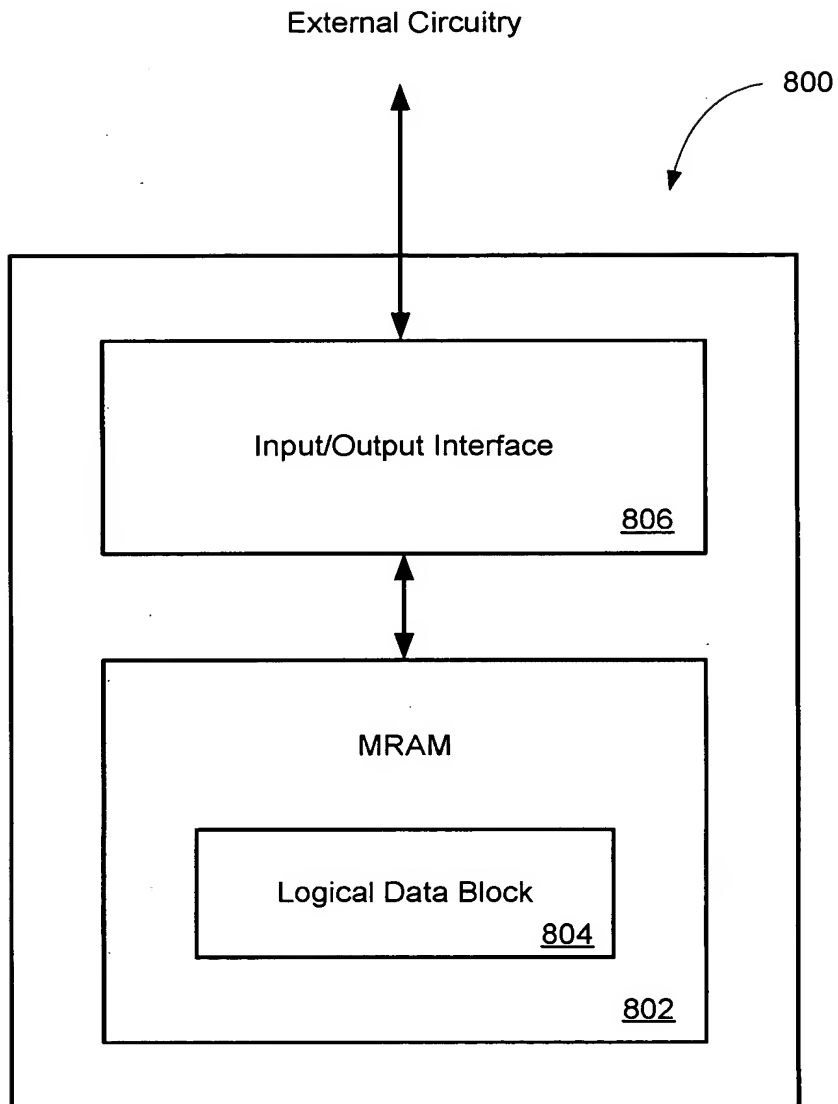 External Circuitry
800
Input/Output Interface
806
MRAM
Logical Data Block
804
802